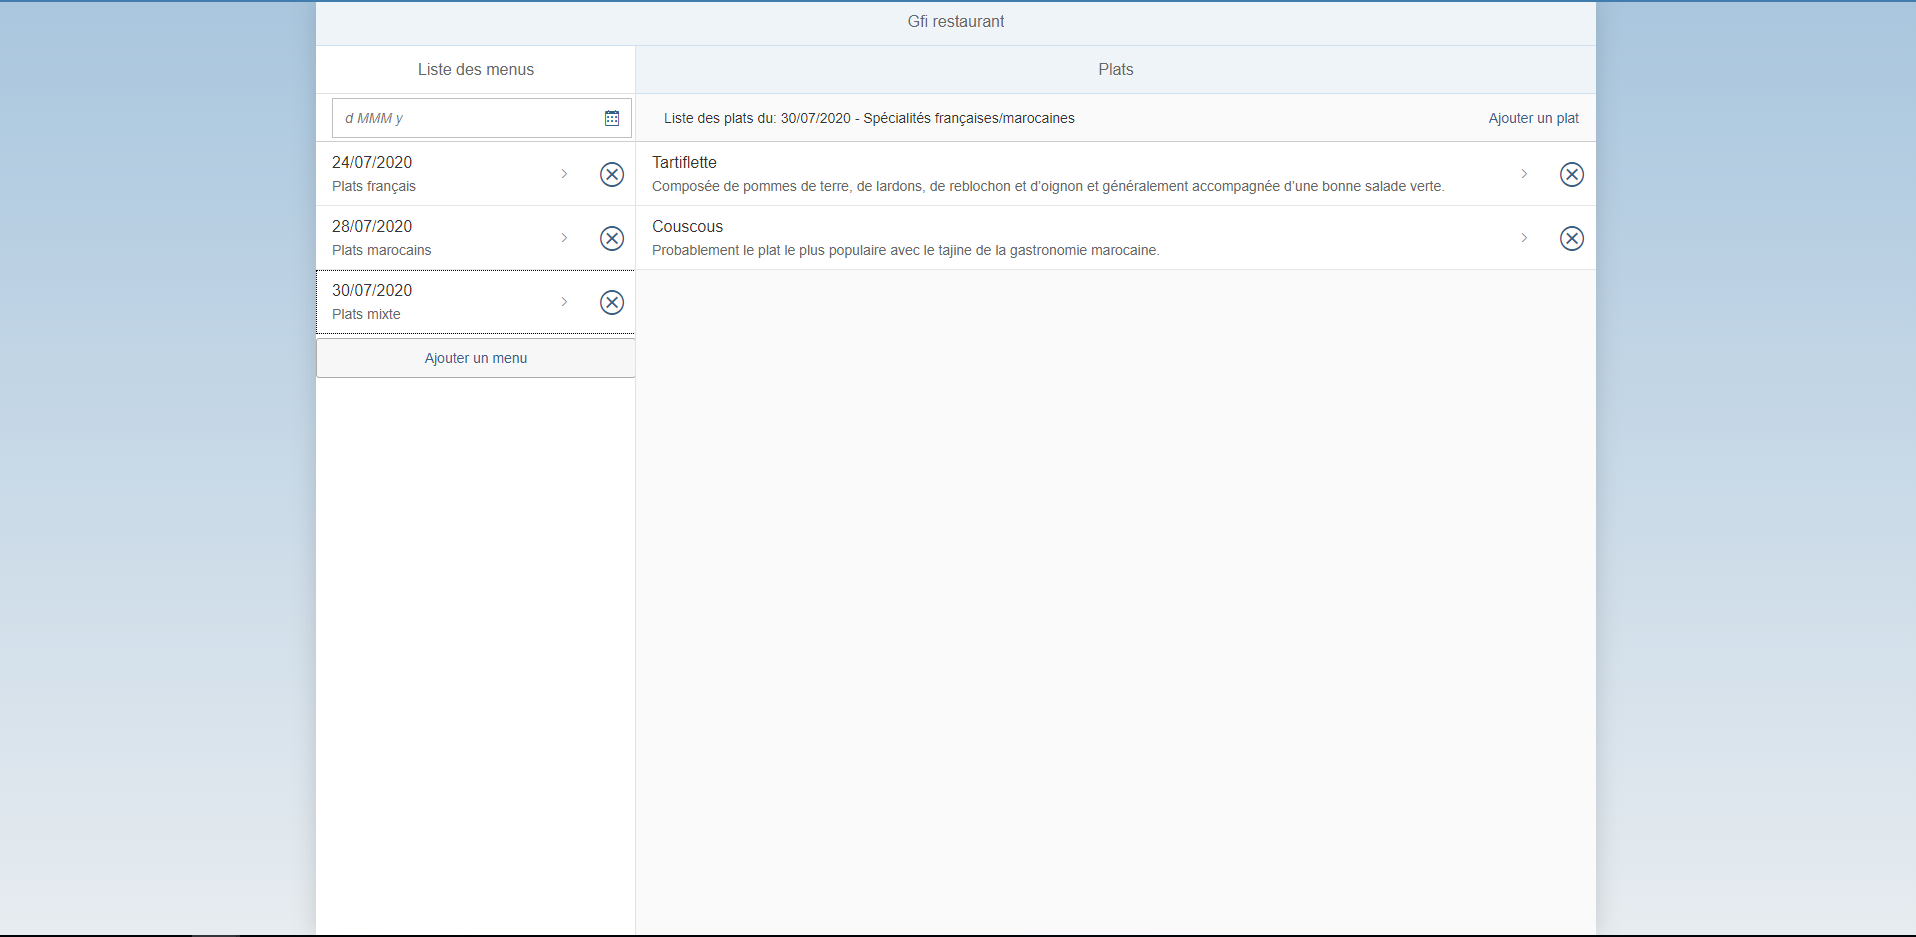 Gfi restaurant
Liste des menus
Plats
d MMM y
Liste des plats du: 30/07/2020 - Spécialités françaises/marocaines
Ajouter un plat
24/07/2020
Plats français
28/07/2020
Plats marocains
30/07/2020
Plats mixte
Ajouter un menu
Tartiflette
Composée de pommes de terre, de lardons, de reblochon et d'oignon et généralement accompagnée d'une bonne salade verte.
Couscous
Probablement le plat le plus populaire avec le tajine de la gastronomie marocaine.